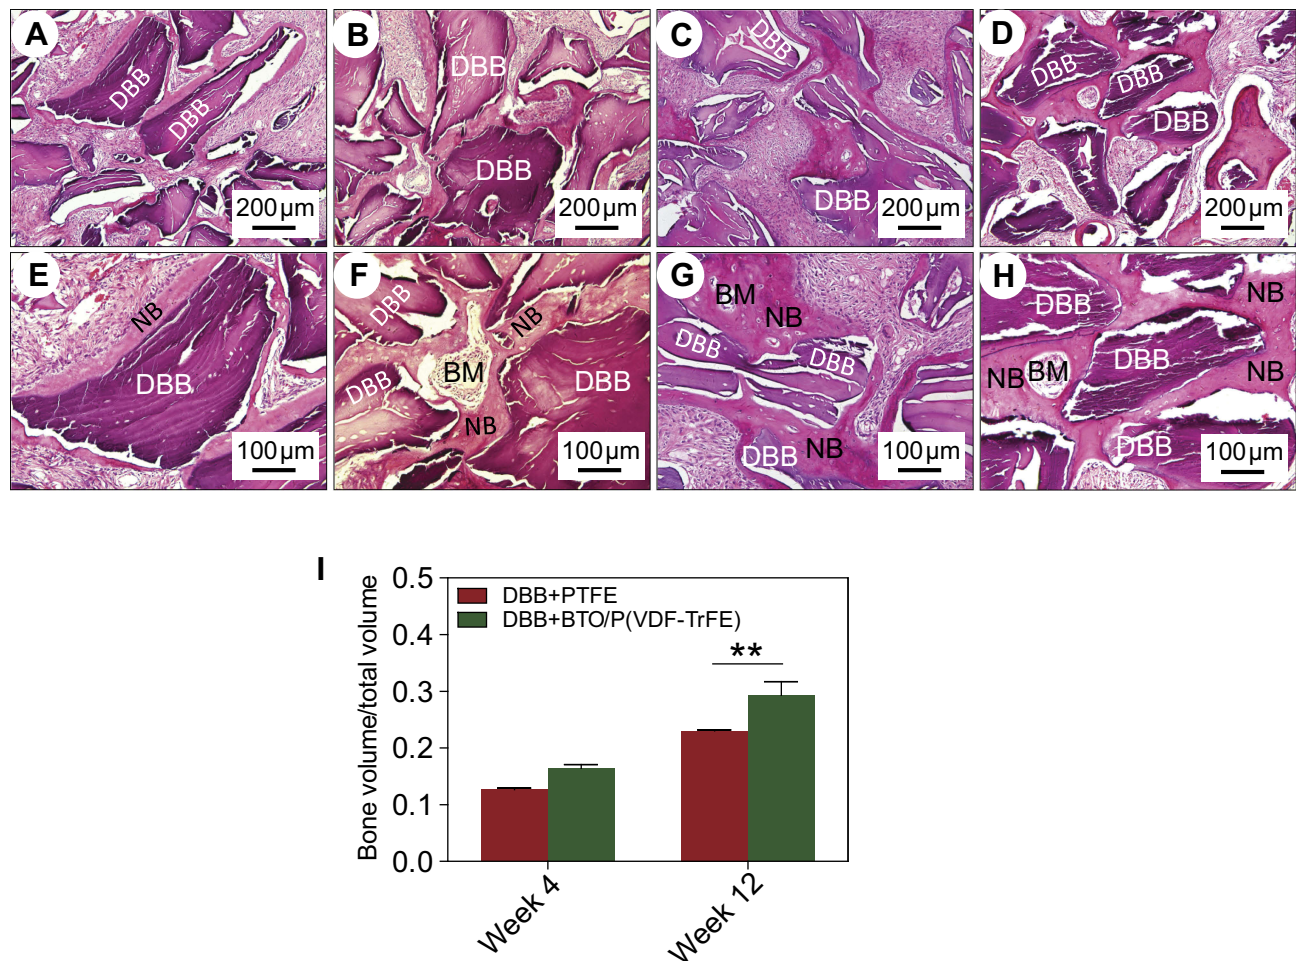 A
DBB
DBB
200 µm
B
DBB
DBB
200 µm
C
DBB
DBB
200 µm
D
DBB
DBB
DBB
200 µm
E
NB
DBB
100 µm
F
DBB
NB
DBB
BM
DBB
NB
100 µm
G
BM
NB
DBB
DBB
NB
DBB
100 µm
H
DBB
NB
DBB
NB
BM
NB
DBB
100 µm
I
Bone volume/total volume
0.5
0.4
0.3
0.2
0.1
0.0
DBB+PTFE
DBB+BTO/P(VDF-TrFE)
**
Week 4
Week 12